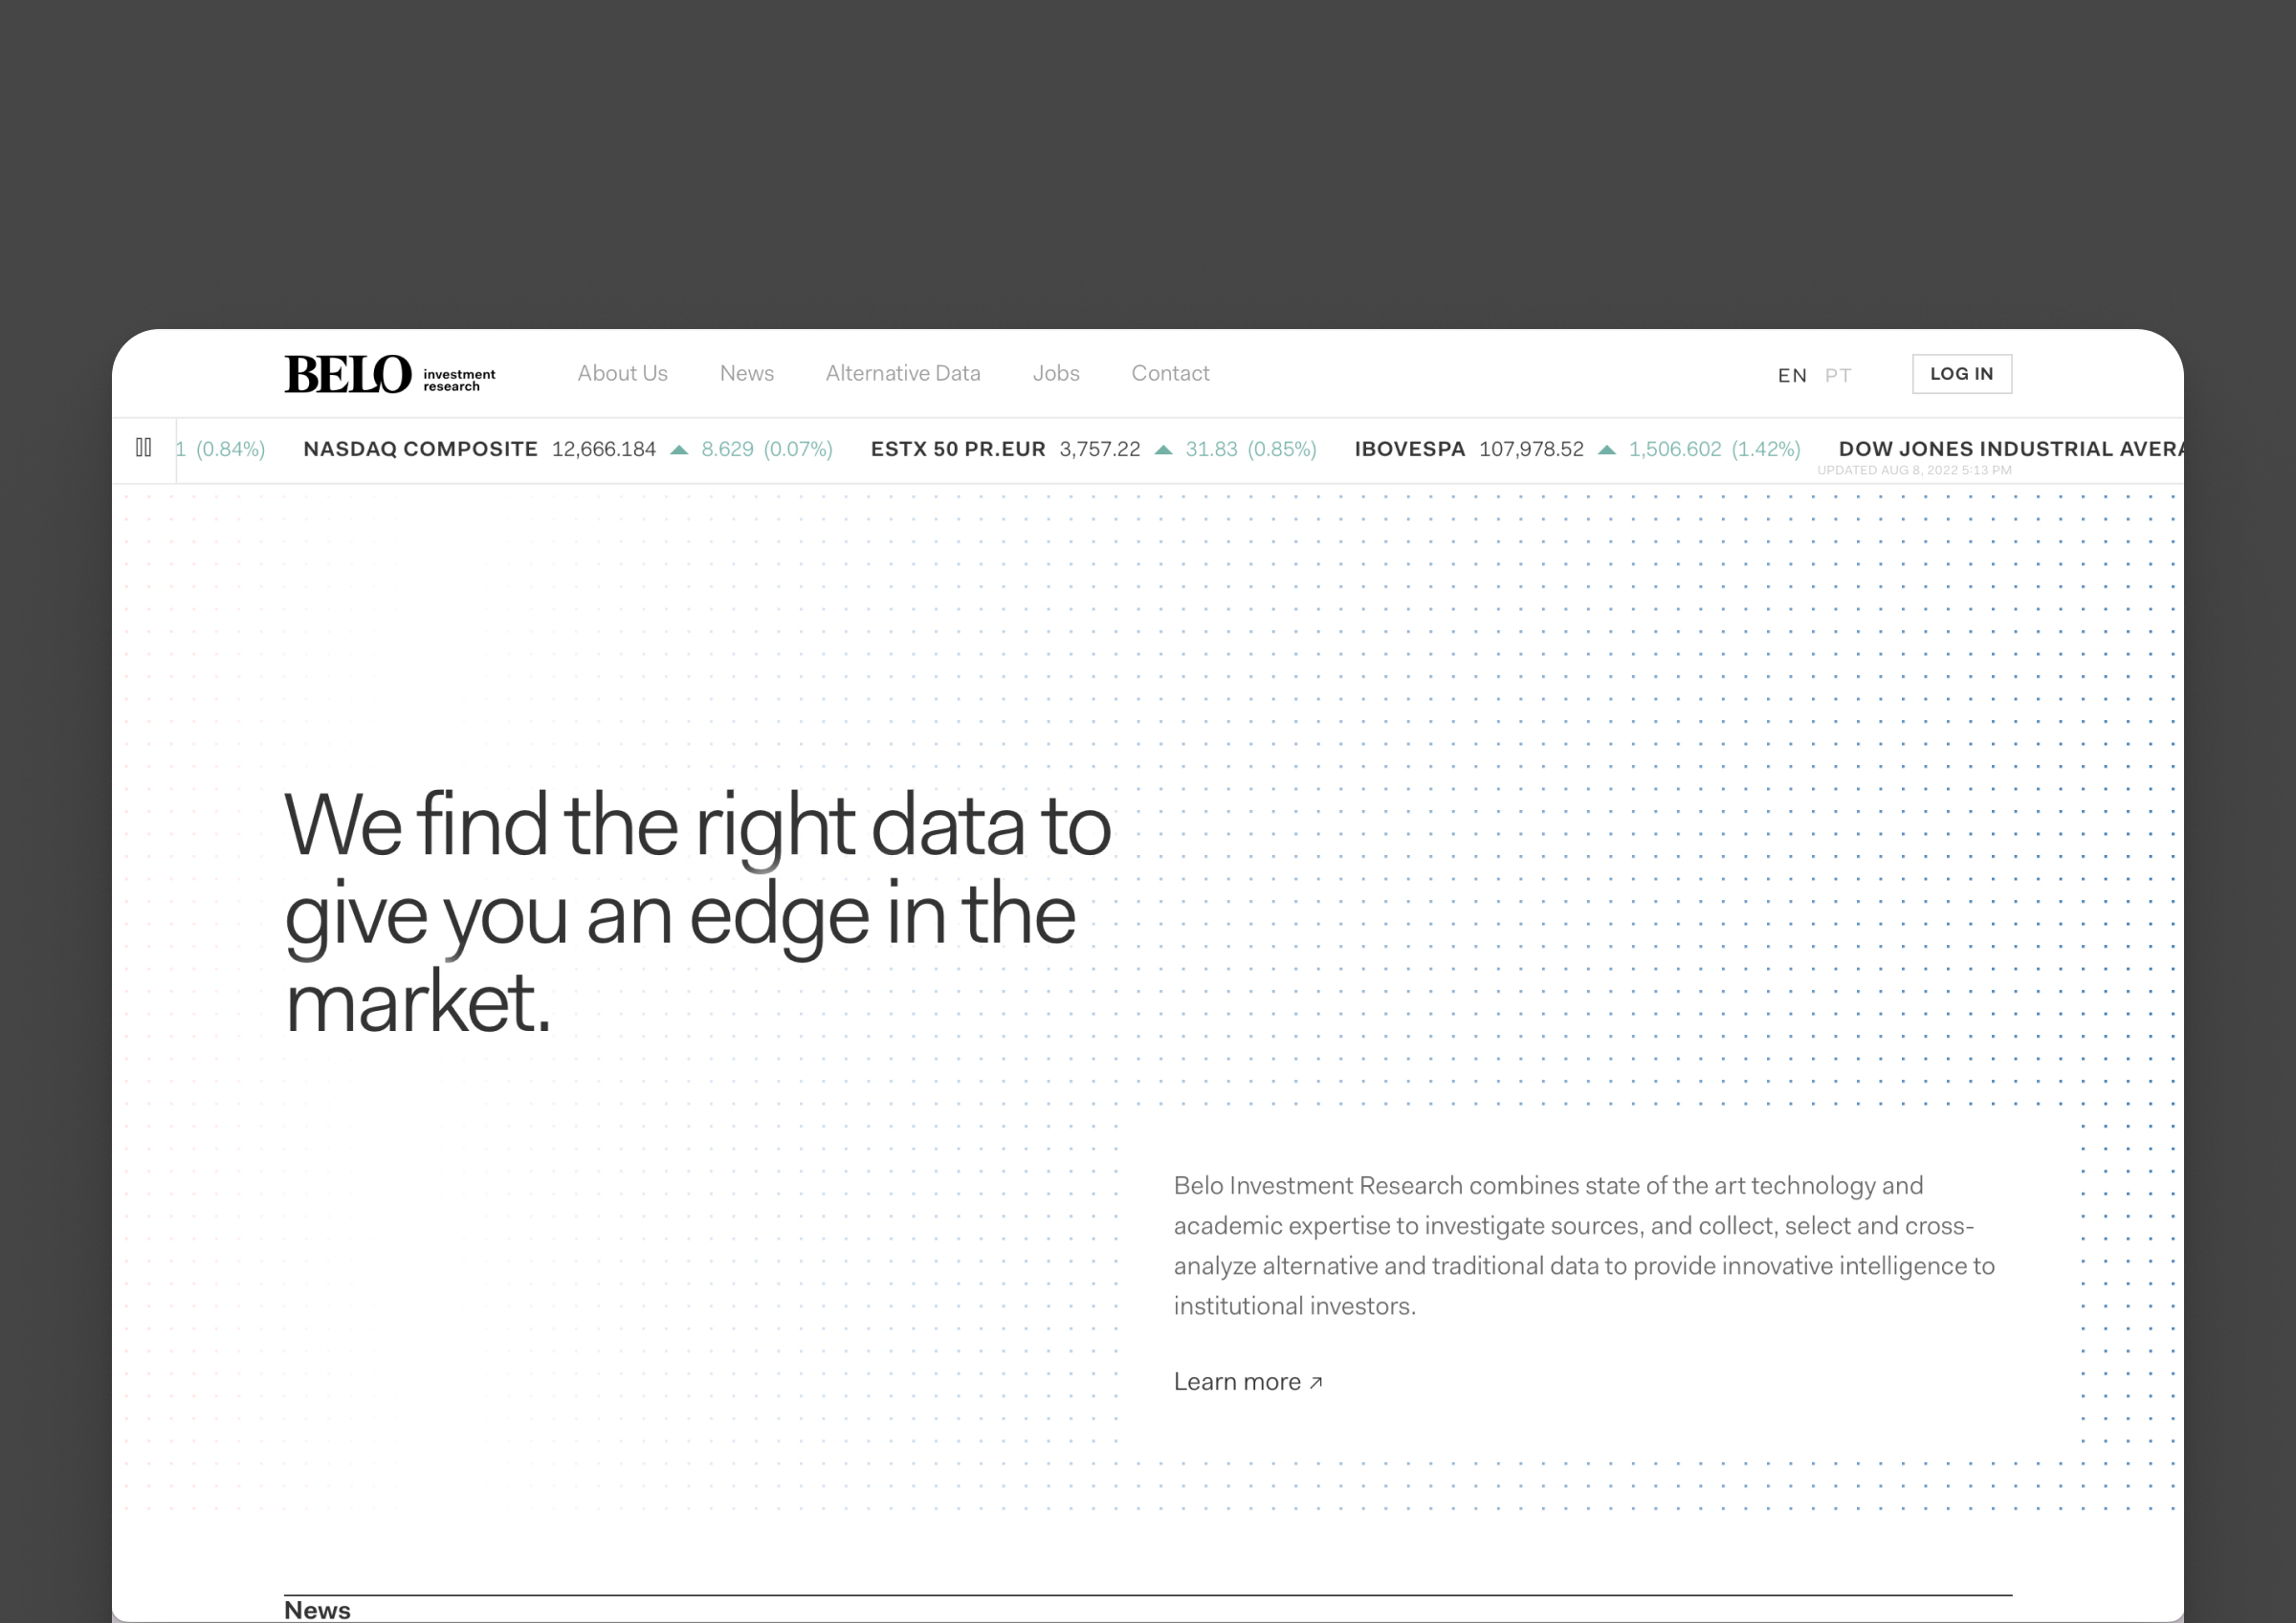 BELO investment research
About Us News Alternative Data Jobs Contact
EN PT LOG IN
1 (0.84%) NASDAQ COMPOSITE 12,666.184 ▲ 8.629 (0.07%) ESTX 50 PR.EUR 3,757.22 ▲ 31.83 (0.85%) IBOVESPA 107,978.52 ▲ 1,506.602 (1.42%) DOW JONES INDUSTRIAL AVERA
UPDATED AUG 8, 2022 5:13 PM
We find the right data to
give you an edge in the
market.
Belo Investment Research combines state of the art technology and
academic expertise to investigate sources, and collect, select and cross-
analyze alternative and traditional data to provide innovative intelligence to
institutional investors.
Learn more ↗
News